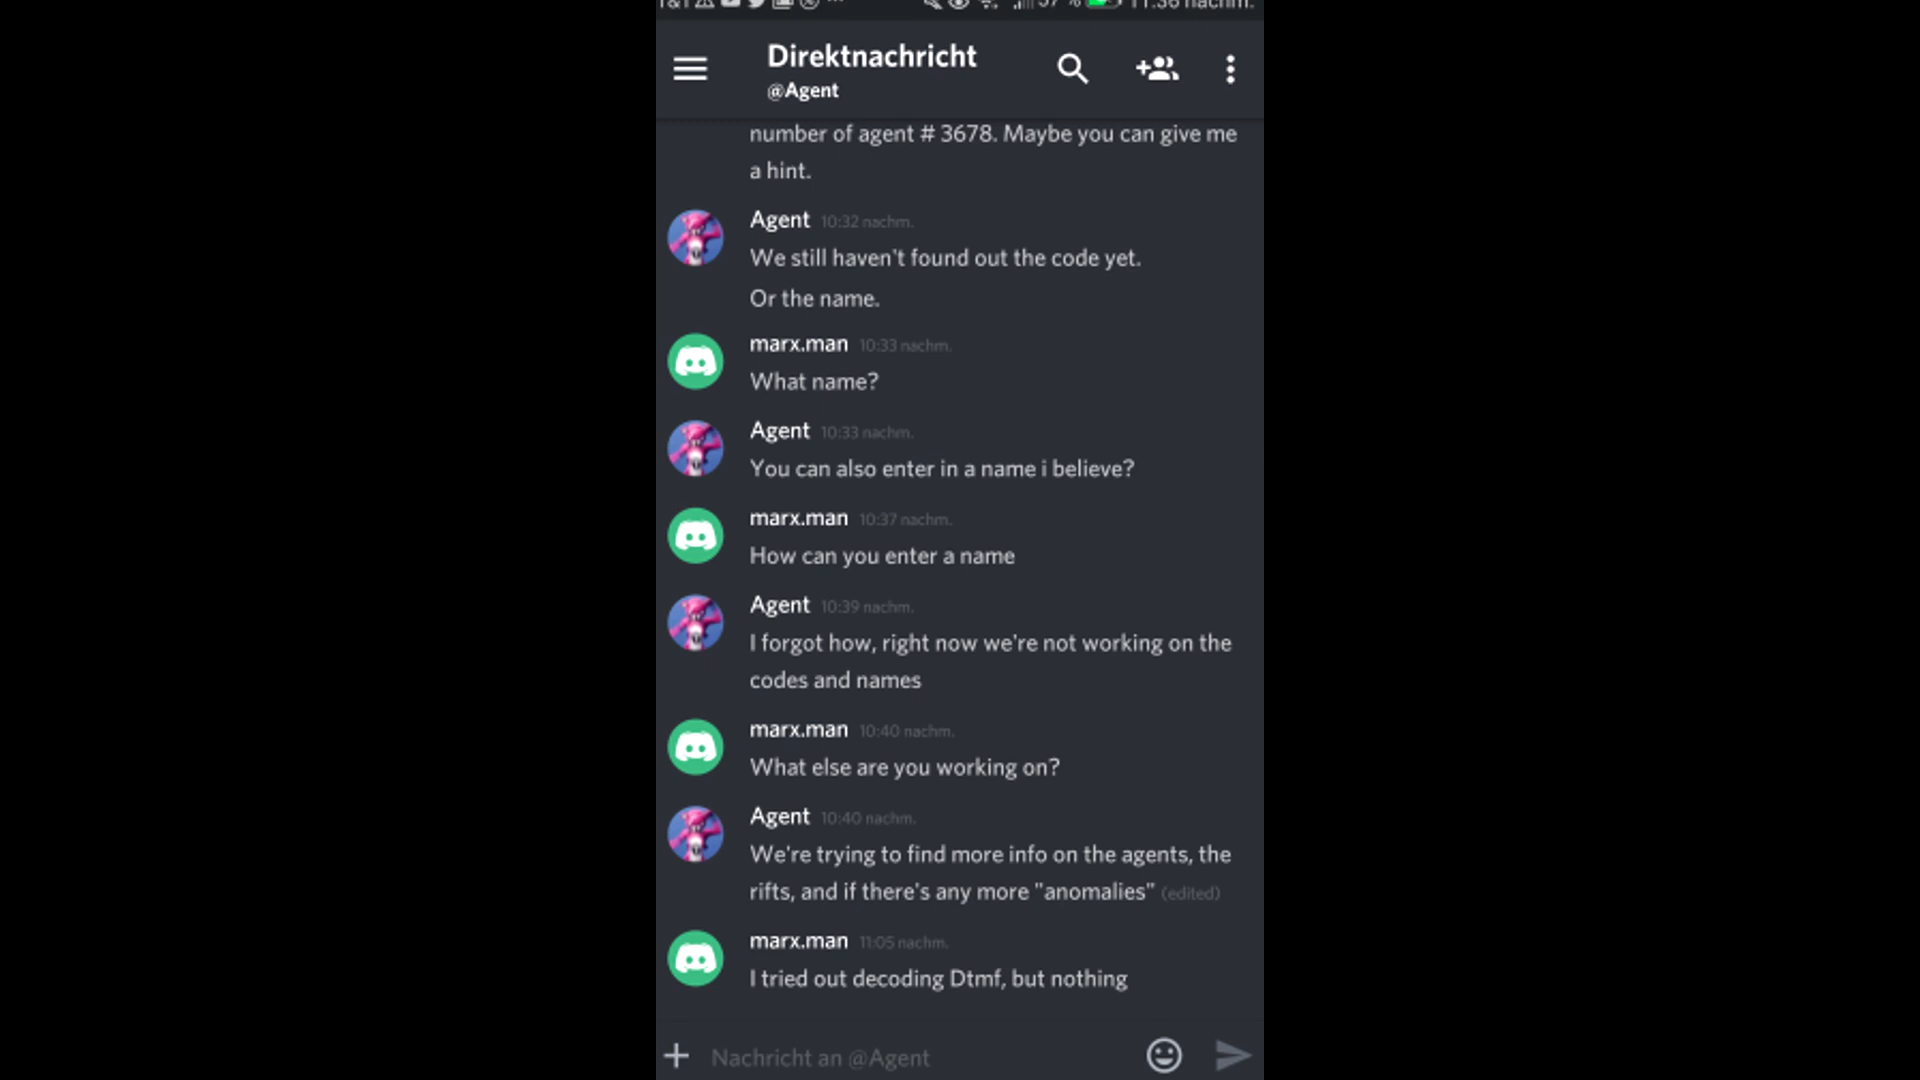 11:36 nachm.
Direktnachricht
@Agent
number of agent # 3678. Maybe you can give me
a hint.
Agent 10:32 nachm.
We still haven't found out the code yet.
Or the name.
marx.man 10:33 nachm.
What name?
Agent 10:33 nachm.
You can also enter in a name i believe?
marx.man 10:37 nachm.
How can you enter a name
Agent 10:39 nachm.
I forgot how, right now we're not working on the
codes and names
marx.man 10:40 nachm.
What else are you working on?
Agent 10:40 nachm.
We're trying to find more info on the agents, the
rifts, and if there's any more "anomalies" (edited)
marx.man 11:05 nachm.
I tried out decoding Dtmf, but nothing
Nachricht an @Agent